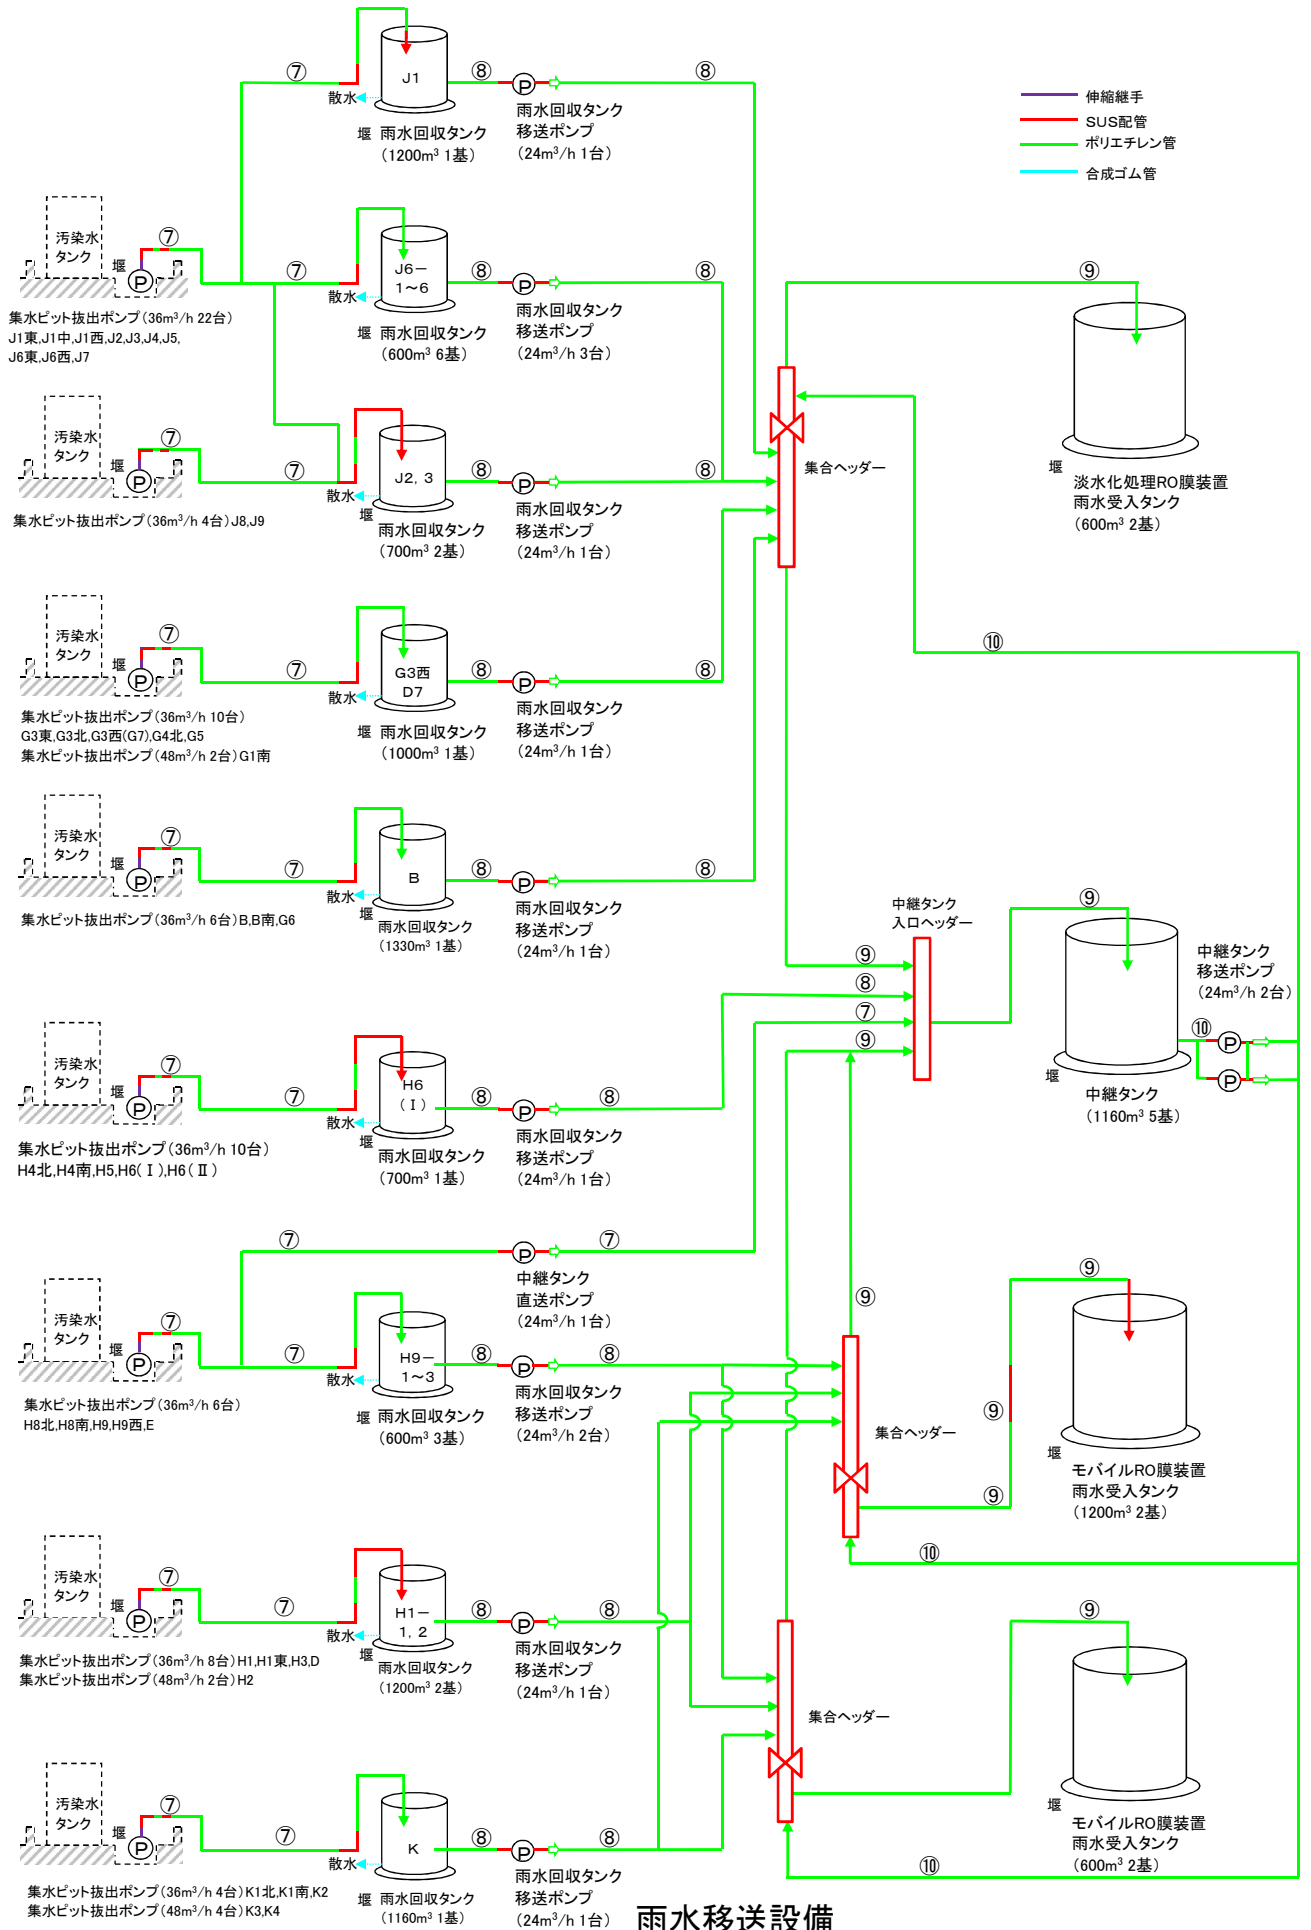 ⑦
J1
⑧
P
⑧
散水
堰 雨水回収タンク
(1200m³ 1基)
雨水回収タンク
移送ポンプ
(24m³/h 1台)
伸縮継手
SUS配管
ポリエチレン管
合成ゴム管
汚染水
タンク
堰
P
⑦
⑦
J6-
1~6
⑧
P
⑧
散水
堰 雨水回収タンク
(600m³ 6基)
雨水回収タンク
移送ポンプ
(24m³/h 3台)
集水ピット抜出ポンプ(36m³/h 22台)
J1東,J1中,J1西,J2,J3,J4,J5,
J6東,J6西,J7
⑨
堰
淡水化処理RO膜装置
雨水受入タンク
(600m³ 2基)
集合ヘッダー
汚染水
タンク
堰
P
⑦
⑦
J2, 3
⑧
P
⑧
散水
堰
雨水回収タンク
(700m³ 2基)
雨水回収タンク
移送ポンプ
(24m³/h 1台)
集水ピット抜出ポンプ(36m³/h 4台)J8,J9
汚染水
タンク
堰
P
⑦
⑦
G3西
D7
⑧
P
⑧
⑩
散水
堰 雨水回収タンク
(1000m³ 1基)
雨水回収タンク
移送ポンプ
(24m³/h 1台)
集水ピット抜出ポンプ(36m³/h 10台)
G3東,G3北,G3西(G7),G4北,G5
集水ピット抜出ポンプ(48m³/h 2台)G1南
汚染水
タンク
堰
P
⑦
⑦
B
⑧
P
⑧
散水
堰
雨水回収タンク
(1330m³ 1基)
雨水回収タンク
移送ポンプ
(24m³/h 1台)
集水ピット抜出ポンプ(36m³/h 6台)B,B南,G6
中継タンク
入口ヘッダー
⑨
⑧
⑦
⑨
⑨
中継タンク
移送ポンプ
(24m³/h 2台)
⑩
P
P
堰
中継タンク
(1160m³ 5基)
汚染水
タンク
堰
P
⑦
⑦
H6
(Ⅰ)
⑧
P
⑧
散水
堰
雨水回収タンク
(700m³ 1基)
雨水回収タンク
移送ポンプ
(24m³/h 1台)
集水ピット抜出ポンプ(36m³/h 10台)
H4北,H4南,H5,H6(Ⅰ),H6(Ⅱ)
⑦
P
⑦
中継タンク
直送ポンプ
(24m³/h 1台)
汚染水
タンク
堰
P
⑦
⑦
H9-
1~3
⑧
P
⑧
散水
堰 雨水回収タンク
(600m³ 3基)
雨水回収タンク
移送ポンプ
(24m³/h 2台)
集水ピット抜出ポンプ(36m³/h 6台)
H8北,H8南,H9,H9西,E
⑨
集合ヘッダー
⑨
⑨
⑨
⑩
堰
モバイルRO膜装置
雨水受入タンク
(1200m³ 2基)
汚染水
タンク
堰
P
⑦
⑦
H1-
1, 2
⑧
P
⑧
散水
堰
雨水回収タンク
(1200m³ 2基)
雨水回収タンク
移送ポンプ
(24m³/h 1台)
集水ピット抜出ポンプ(36m³/h 8台)H1,H1東,H3,D
集水ピット抜出ポンプ(48m³/h 2台)H2
集合ヘッダー
⑨
⑩
堰
モバイルRO膜装置
雨水受入タンク
(600m³ 2基)
汚染水
タンク
堰
P
⑦
⑦
K
⑧
P
⑧
散水
堰 雨水回収タンク
(1160m³ 1基)
雨水回収タンク
移送ポンプ
(24m³/h 1台)
集水ピット抜出ポンプ(36m³/h 4台)K1北,K1南,K2
集水ピット抜出ポンプ(48m³/h 4台)K3,K4
雨水移送設備